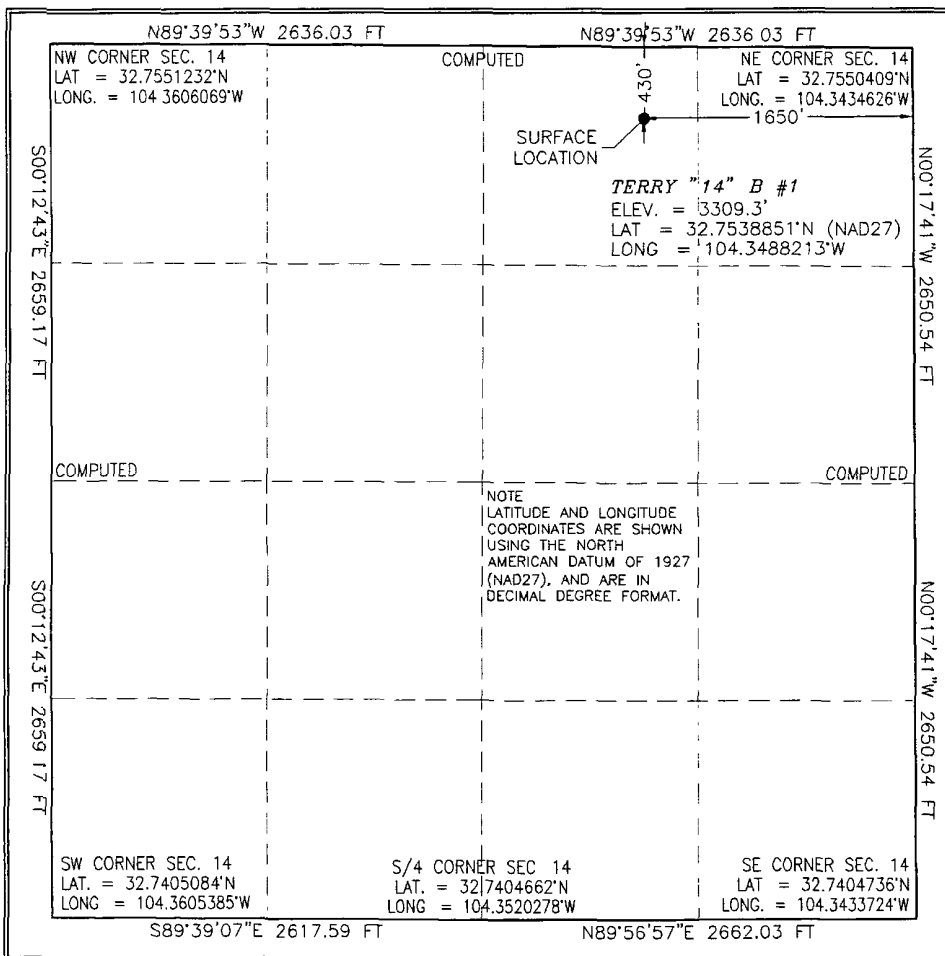 N89°39'53"W 2636.03 FT
N89°39'53"W 2636 03 FT
NW CORNER SEC. 14
LAT = 32.7551232°N
LONG. = 104.3606069°W
COMPUTED
NE CORNER SEC. 14
LAT = 32.7550409°N
LONG. = 104.3434626°W
430'
1650'
SURFACE
LOCATION
TERRY "14" B #1
ELEV. = 3309.3'
LAT = 32.7538851°N (NAD27)
LONG = 104.3488213°W
S00°12'43"E 2659.17 FT
N00°17'41"W 2650.54 FT
COMPUTED
COMPUTED
NOTE
LATITUDE AND LONGITUDE
COORDINATES ARE SHOWN
USING THE NORTH
AMERICAN DATUM OF 1927
(NAD27), AND ARE IN
DECIMAL DEGREE FORMAT.
S00°12'43"E 2659 17 FT
N00°17'41"W 2650.54 FT
SW CORNER SEC. 14
LAT. = 32.7405084°N
LONG = 104.3605385°W
S/4 CORNER SEC 14
LAT. = 32.7404662°N
LONG = 104.3520278°W
SE CORNER SEC. 14
LAT = 32.7404736°N
LONG. = 104.3433724°W
S89°39'07"E 2617.59 FT
N89°56'57"E 2662.03 FT